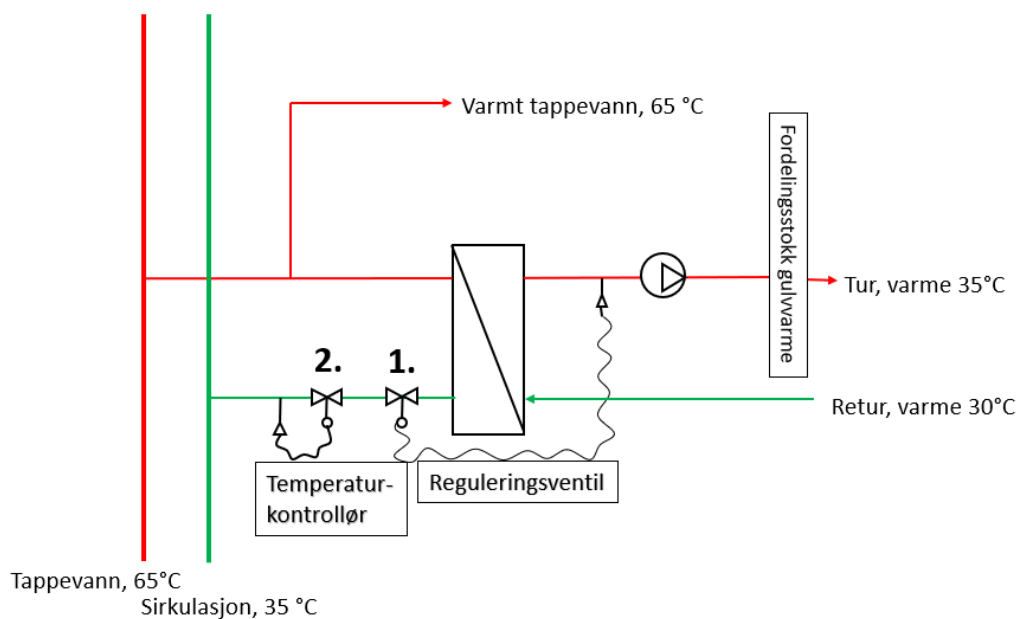 Varmt tappevann, 65 °C
Fordelingsstokk gulvvarme
Tur, varme 35°C
2.
1.
Retur, varme 30°C
Temperatur-
kontrollør
Reguleringsventil
Tappevann, 65°C
Sirkulasjon, 35 °C